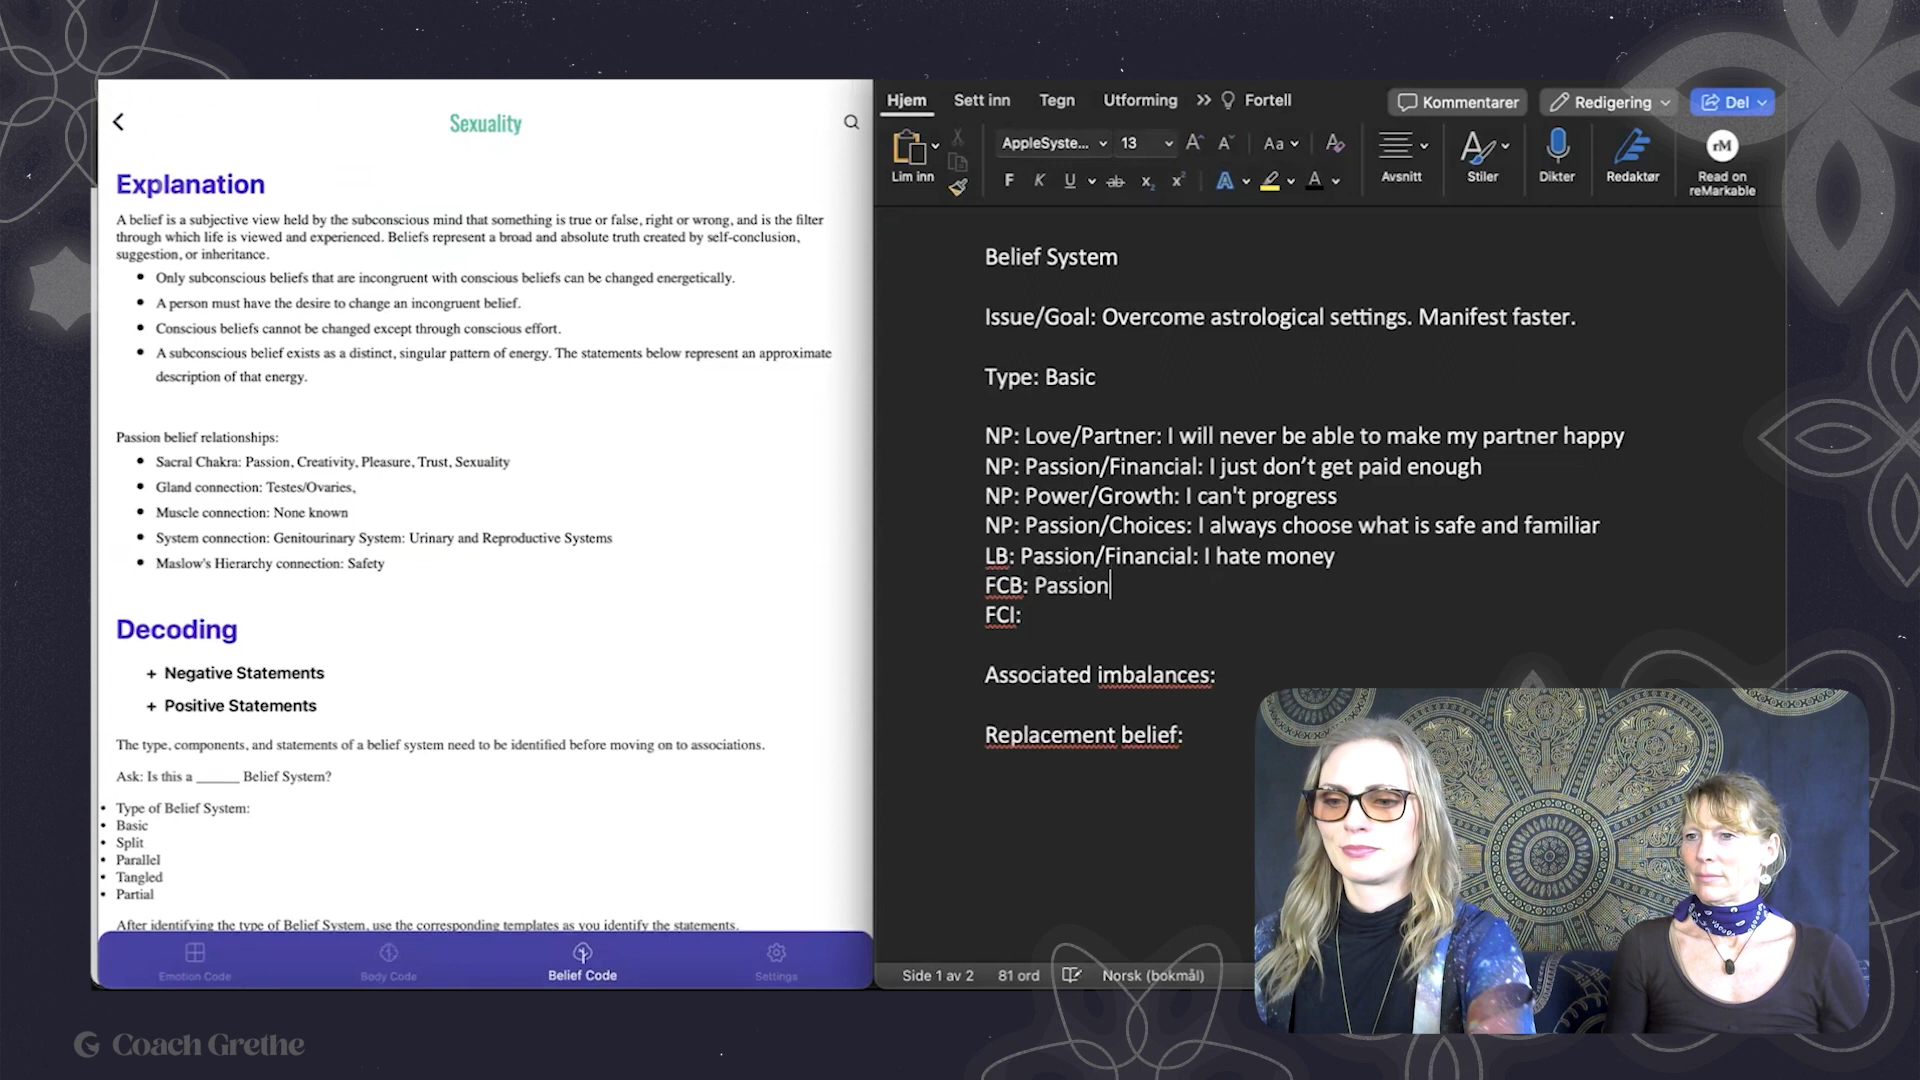 Sexuality
Explanation
A belief is a subjective view held by the subconscious mind that something is true or false, right or wrong, and is the filter
through which life is viewed and experienced. Beliefs represent a broad and absolute truth created by self-conclusion,
suggestion, or inheritance.
• Only subconscious beliefs that are incongruent with conscious beliefs can be changed energetically.
• A person must have the desire to change an incongruent belief.
• Conscious beliefs cannot be changed except through conscious effort.
• A subconscious belief exists as a distinct, singular pattern of energy. The statements below represent an approximate
description of that energy.
Passion belief relationships:
• Sacral Chakra: Passion, Creativity, Pleasure, Trust, Sexuality
• Gland connection: Testes/Ovaries,
• Muscle connection: None known
• System connection: Genitourinary System: Urinary and Reproductive Systems
• Maslow's Hierarchy connection: Safety
Decoding
+ Negative Statements
+ Positive Statements
The type, components, and statements of a belief system need to be identified before moving on to associations.
Ask: Is this a ______ Belief System?
• Type of Belief System:
• Basic
• Split
• Parallel
• Tangled
• Partial
After identifying the type of Belief System, use the corresponding templates as you identify the statements.
Emotion Code Body Code Belief Code Settings
Hjem Sett inn Tegn Utforming >> Fortell Kommentarer Redigering Del
Lim inn AppleSyste... 13 A A Aa A Avsnitt Stiler Dikter Redaktør rM Read on
reMarkable
F K U ab x₂ x² A A
Belief System
Issue/Goal: Overcome astrological settings. Manifest faster.
Type: Basic
NP: Love/Partner: I will never be able to make my partner happy
NP: Passion/Financial: I just don’t get paid enough
NP: Power/Growth: I can't progress
NP: Passion/Choices: I always choose what is safe and familiar
LB: Passion/Financial: I hate money
FCB: Passion
FCI:
Associated imbalances:
Replacement belief:
Side 1 av 2 81 ord Norsk (bokmål)
Coach Grethe